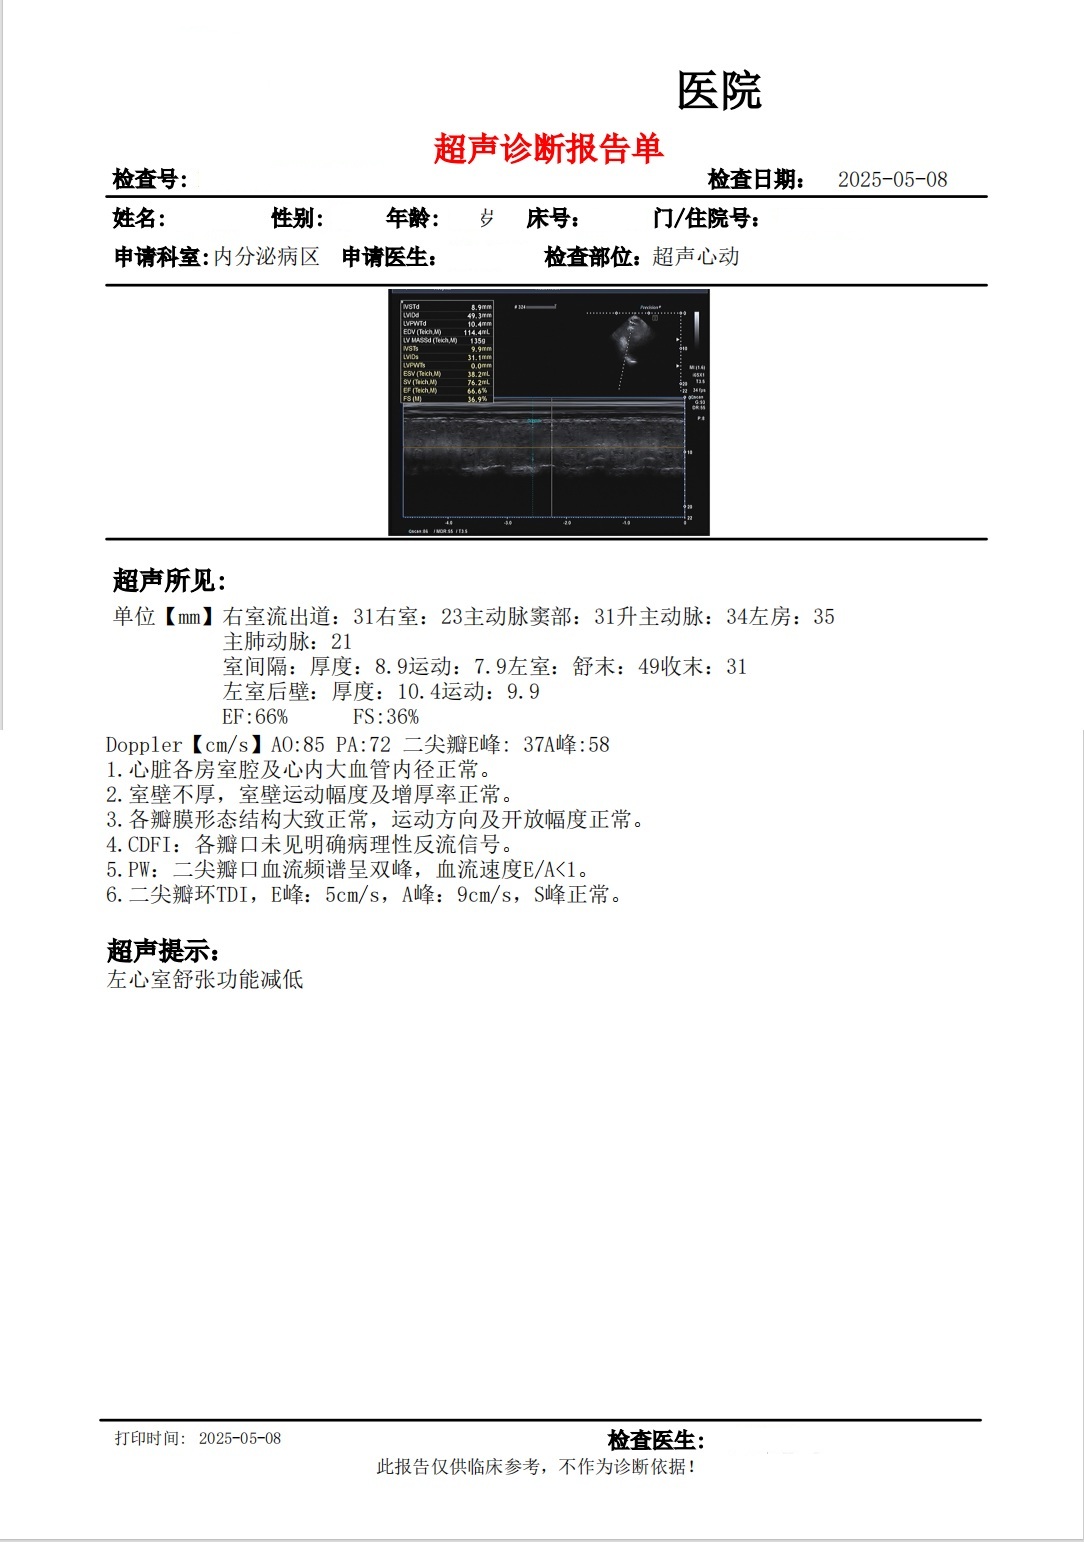 医院
超声诊断报告单
检查号: 检查日期: 2025-05-08
姓名: 性别: 年龄: 岁 床号: 门/住院号:
申请科室:内分泌病区 申请医生: 检查部位: 超声心动
IVSTd 8.9mm
LVIDd 49.3mm
LVPWTd 10.4mm
EDV (Teich,M) 114.4mL
LV MASSd (Teich,M) 135g
IVSTs 9.9mm
LVIDs 31.1mm
LVPWTs 0.0mm
ESV (Teich,M) 38.2mL
SV (Teich,M) 76.2mL
EF (Teich,M) 66.6%
FS (M) 36.9%
Precision+
-4.0 -3.0 -2.0 -1.0 0
超声所见:
单位【mm】右室流出道: 31右室: 23主动脉窦部: 31升主动脉: 34左房: 35
主肺动脉: 21
室间隔: 厚度: 8.9运动: 7.9左室: 舒末: 49收末: 31
左室后壁: 厚度: 10.4运动: 9.9
EF:66% FS:36%
Doppler【cm/s】AO:85 PA:72 二尖瓣E峰: 37A峰:58
1.心脏各房室腔及心内大血管内径正常。
2.室壁不厚，室壁运动幅度及增厚率正常。
3.各瓣膜形态结构大致正常，运动方向及开放幅度正常。
4.CDFI: 各瓣口未见明确病理性反流信号。
5.PW: 二尖瓣口血流频谱呈双峰，血流速度E/A<1。
6.二尖瓣环TDI，E峰: 5cm/s，A峰: 9cm/s，S峰正常。
超声提示:
左心室舒张功能减低
打印时间: 2025-05-08 检查医生:
此报告仅供临床参考，不作为诊断依据!